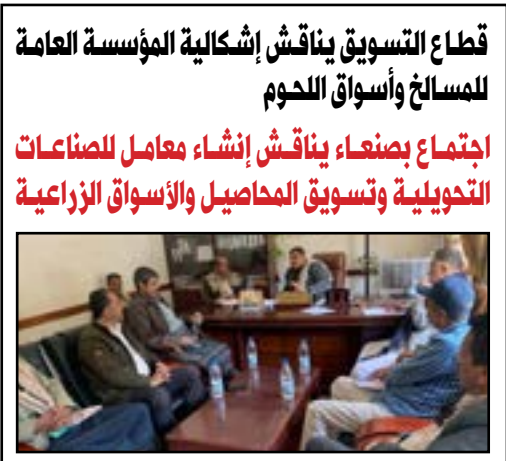 قطاع التسويق يناقش إشكالية المؤسسة العامة
للمسالخ وأسواق اللحوم
اجتماع بصنعاء يناقش إنشاء معامل للصناعات
التحويلية وتسويق المحاصيل والأسواق الزراعية